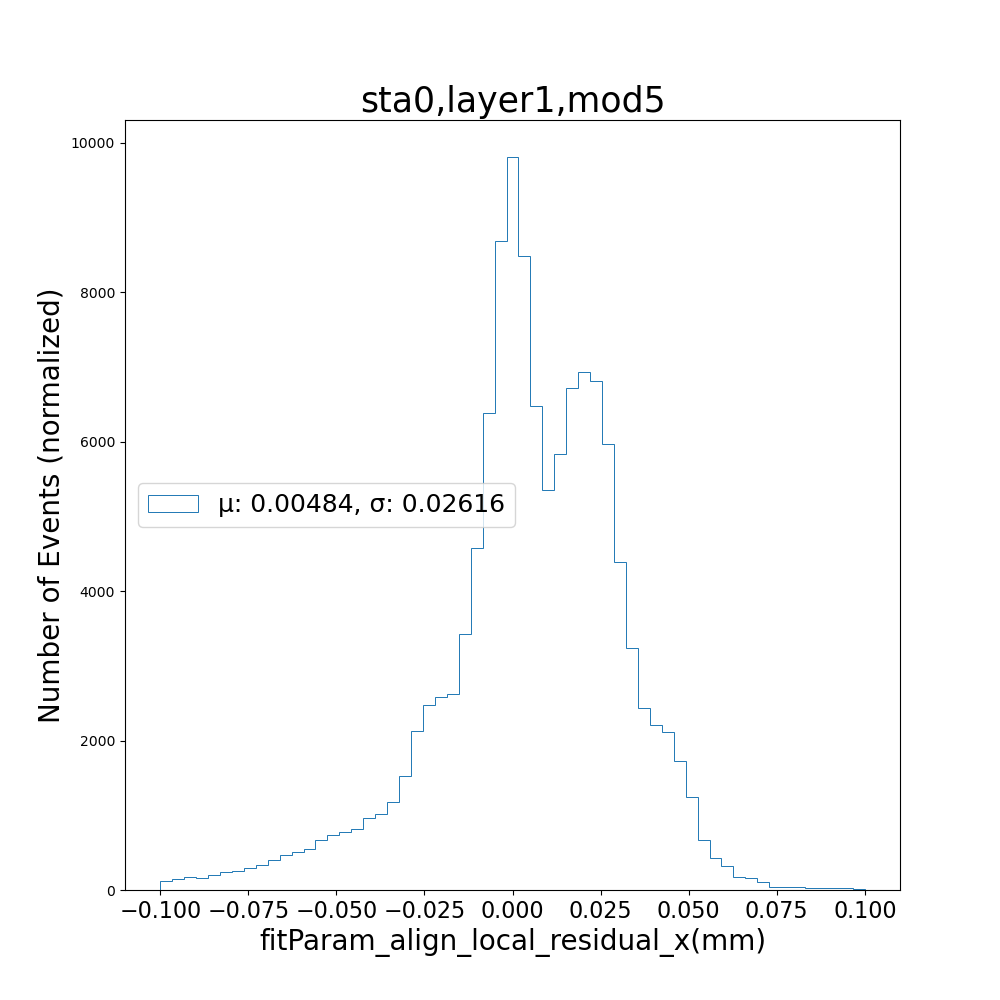 sta0,layer1,mod5
10000
8000
6000
4000
2000
0
Number of Events (normalized)
μ: 0.00484, σ: 0.02616
−0.100 −0.075 −0.050 −0.025 0.000 0.025 0.050 0.075 0.100
fitParam_align_local_residual_x(mm)